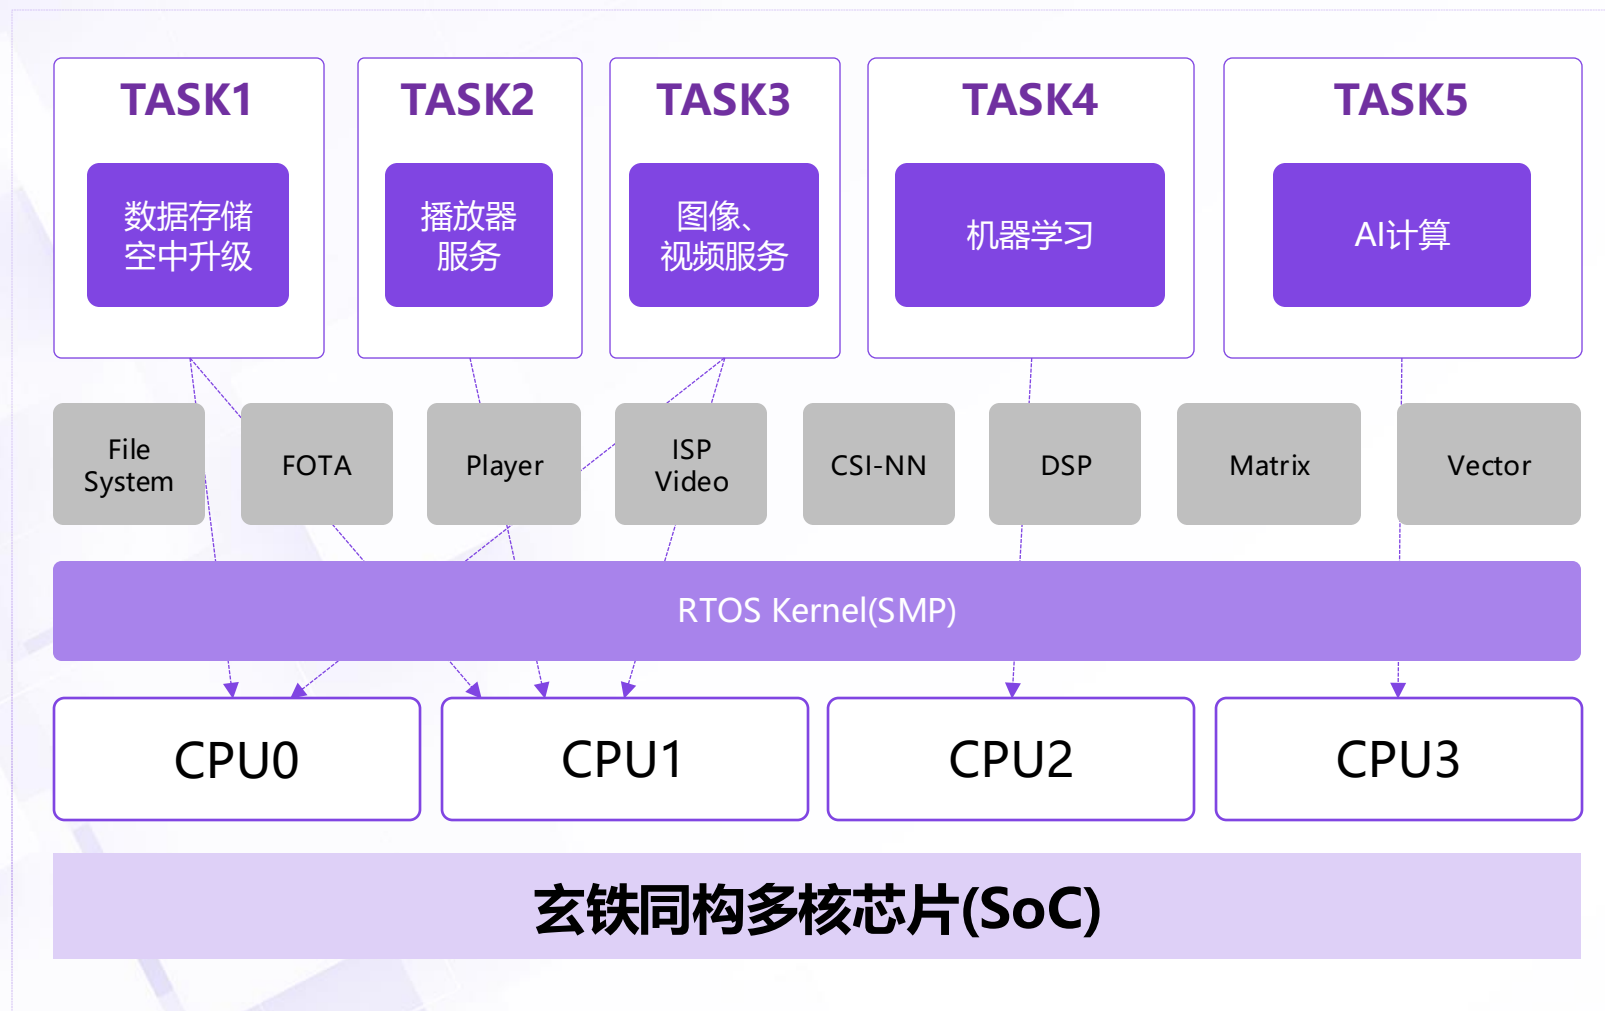 TASK1
TASK2
TASK3
TASK4
TASK5
数据存储
空中升级
播放器
服务
图像、
视频服务
机器学习
AI计算
File
System
FOTA
Player
ISP
Video
CSI-NN
DSP
Matrix
Vector
RTOS Kernel(SMP)
CPU0
CPU1
CPU2
CPU3
玄铁同构多核芯片(SoC)